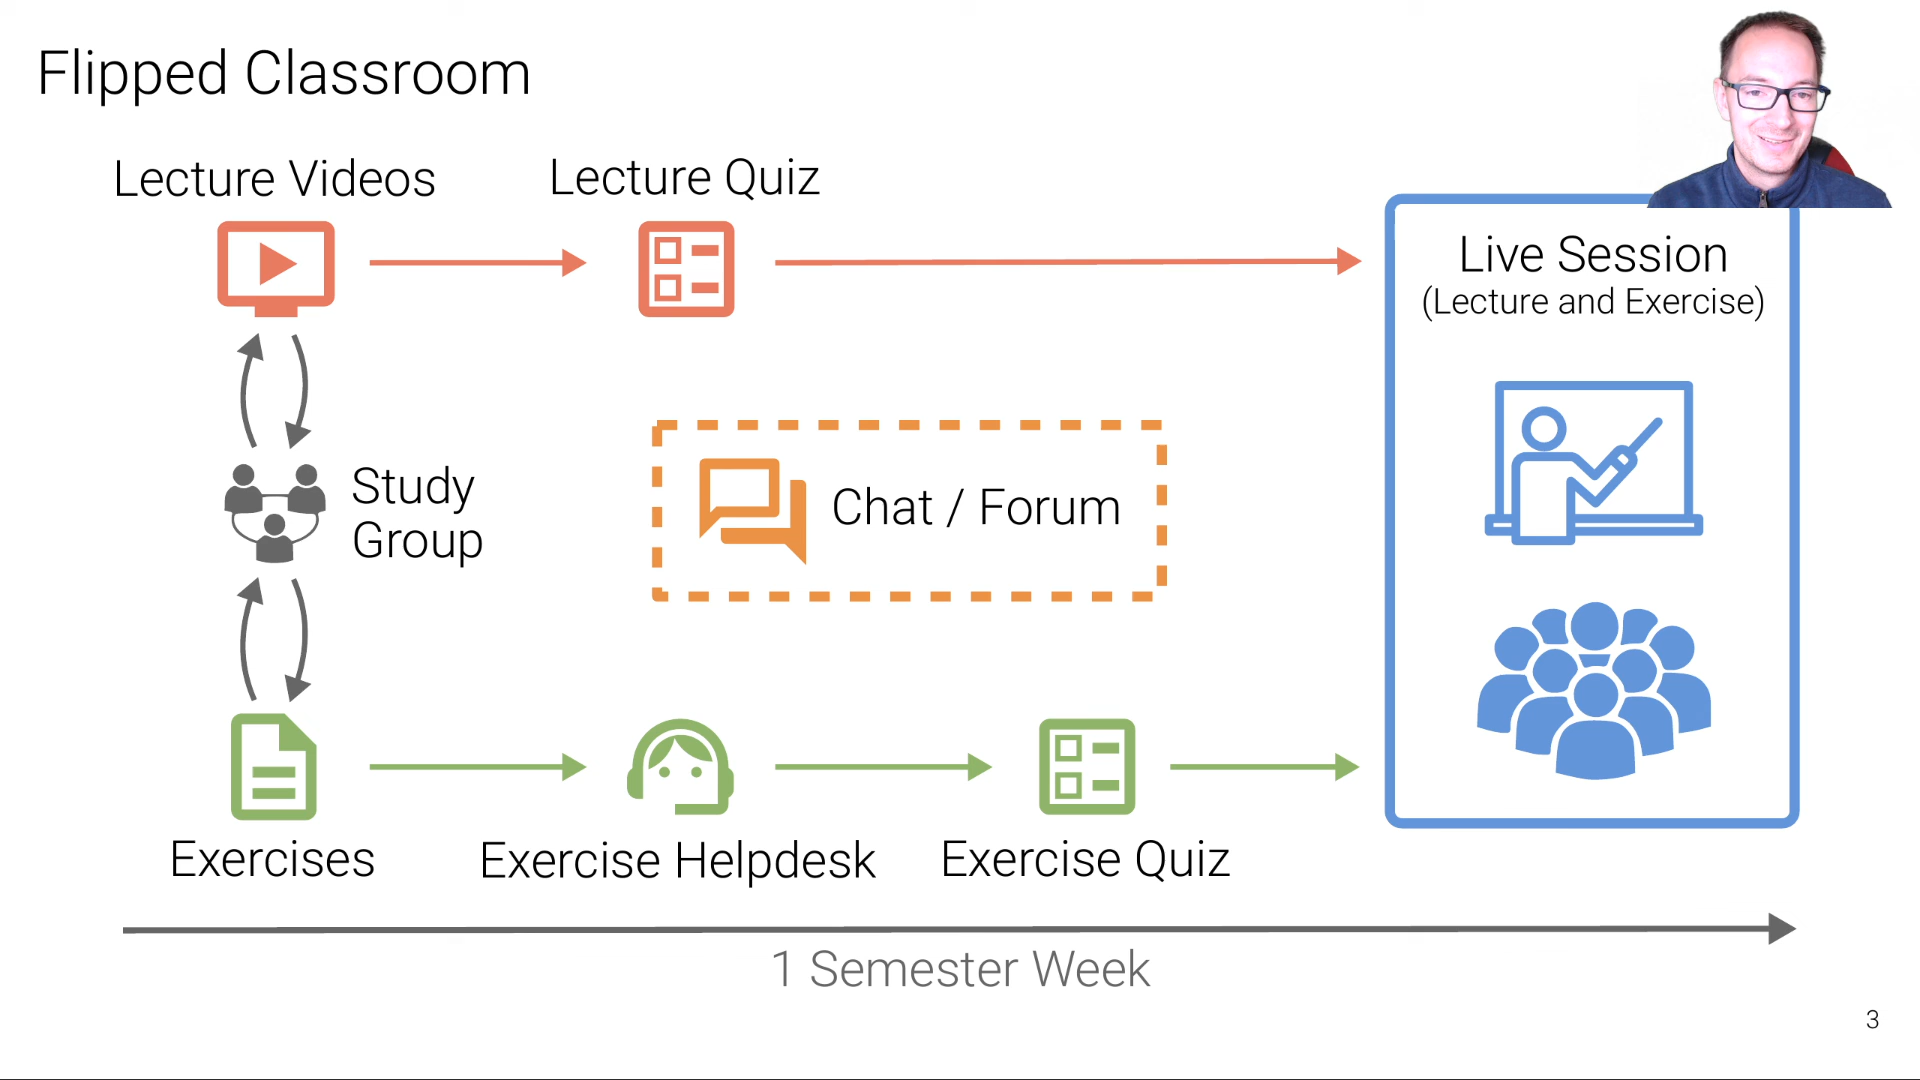 Flipped Classroom
Lecture Videos
Lecture Quiz
Live Session
(Lecture and Exercise)
Study
Group
Chat / Forum
Exercises
Exercise Helpdesk
Exercise Quiz
1 Semester Week
3